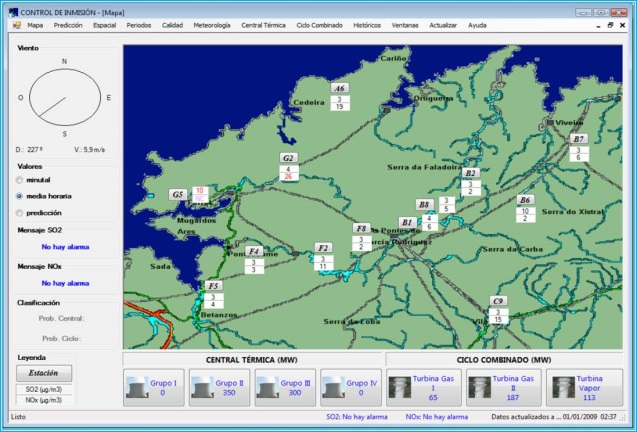 CONTROL DE INMISIÓN - [Mapa]
Mapa Predicción Espacial Periodos Calidad Meteorología Central Térmica Ciclo Combinado Históricos Ventanas Actualizar Ayuda
Viento
N
O E
S
D.: 227 º V.: 5,9 m/s
Valores
minutal
media horaria
predicción
Mensaje SO2
No hay alarma
Mensaje NOx
No hay alarma
Clasificación
Prob. Central:
Prob. Ciclo:
Leyenda
Estación
SO2 (µg/m3)
NOx (µg/m3)
Cariño
A6
3
19
Cedeira
Ortigueira
Viveiro
B7
3
6
G2
4
26
Serra da Faladoira
B2
3
2
G5
10
Mugardos
Ares
B8
3
5
4
6
B1
B6
10
2
Serra do Xistral
F8
3
2
As Pontes de
García Rodríguez
F4
3
3
F2
3
11
Serra da Carba
Sada
F5
3
4
Betanzos
Serra da Loba
C9
3
15
CENTRAL TÉRMICA (MW)
CICLO COMBINADO (MW)
Grupo I
0
Grupo II
350
Grupo III
300
Grupo IV
0
Turbina Gas
I
65
Turbina Gas
II
187
Turbina
Vapor
113
Listo
SO2: No hay alarma
NOx: No hay alarma
Datos actualizados a ... 01/01/2009 02:37